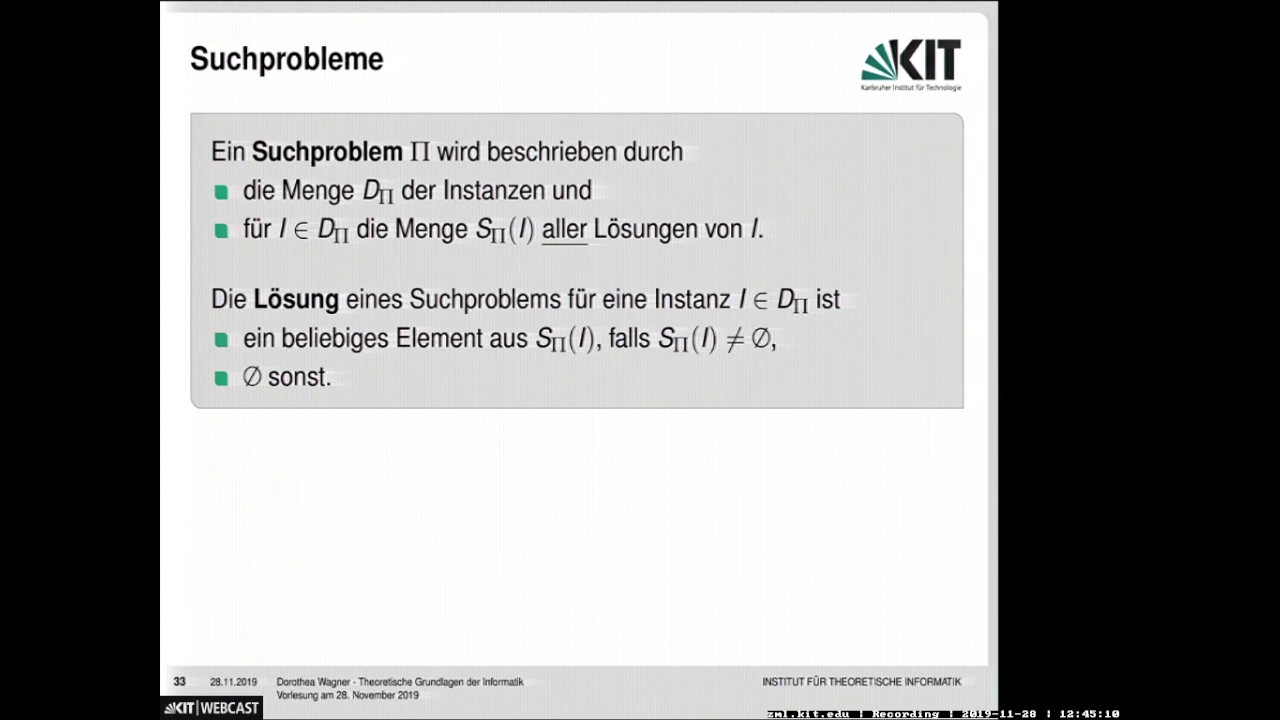 Suchprobleme
KIT
Karlsruher Institut für Technologie
Ein Suchproblem Π wird beschrieben durch
die Menge D_Π der Instanzen und
für I ∈ D_Π die Menge S_Π(I) aller Lösungen von I.
Die Lösung eines Suchproblems für eine Instanz I ∈ D_Π ist
ein beliebiges Element aus S_Π(I), falls S_Π(I) ≠ ∅,
∅ sonst.
33 28.11.2019 Dorothea Wagner - Theoretische Grundlagen der Informatik
Vorlesung am 28. November 2019
INSTITUT FÜR THEORETISCHE INFORMATIK
KIT | WEBCAST
zml.kit.edu | Recording | 2019-11-28 | 12:45:10